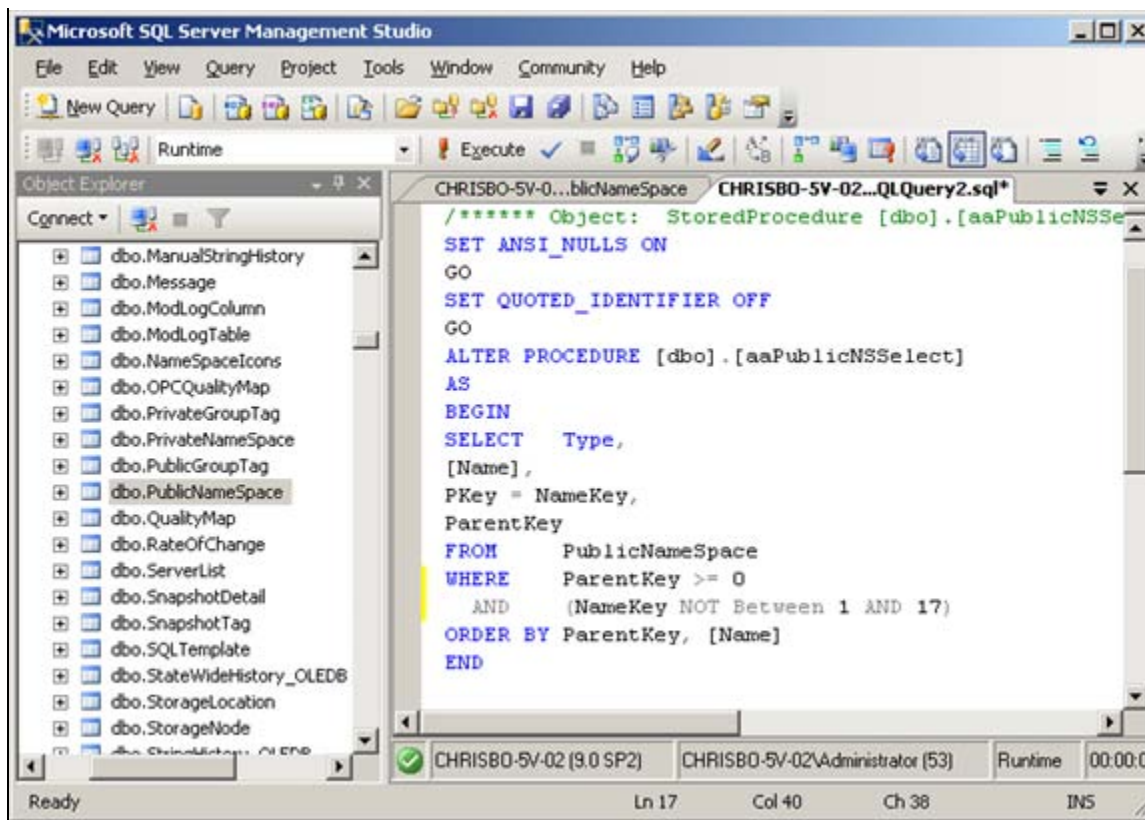 Microsoft SQL Server Management Studio
File Edit View Query Project Tools Window Community Help
New Query
Runtime
Execute
Object Explorer
CHRISBO-5V-0...blicNameSpace
CHRISBO-5V-02...QLQuery2.sql*
Connect
dbo.ManualStringHistory
dbo.Message
dbo.ModLogColumn
dbo.ModLogTable
dbo.NameSpaceIcons
dbo.OPCQualityMap
dbo.PrivateGroupTag
dbo.PrivateNameSpace
dbo.PublicGroupTag
dbo.PublicNameSpace
dbo.QualityMap
dbo.RateOfChange
dbo.ServerList
dbo.SnapshotDetail
dbo.SnapshotTag
dbo.SQLTemplate
dbo.StateWideHistory_OLEDB
dbo.StorageLocation
dbo.StorageNode
dbo.StringHistory_OLEDB
/****** Object: StoredProcedure [dbo].[aaPublicNSSe
SET ANSI_NULLS ON
GO
SET QUOTED_IDENTIFIER OFF
GO
ALTER PROCEDURE [dbo].[aaPublicNSSelect]
AS
BEGIN
SELECT Type,
[Name],
PKey = NameKey,
ParentKey
FROM PublicNameSpace
WHERE ParentKey >= 0
AND (NameKey NOT Between 1 AND 17)
ORDER BY ParentKey, [Name]
END
CHRISBO-5V-02 (9.0 SP2) CHRISBO-5V-02\Administrator (53) Runtime 00:00:0
Ready Ln 17 Col 40 Ch 38 INS